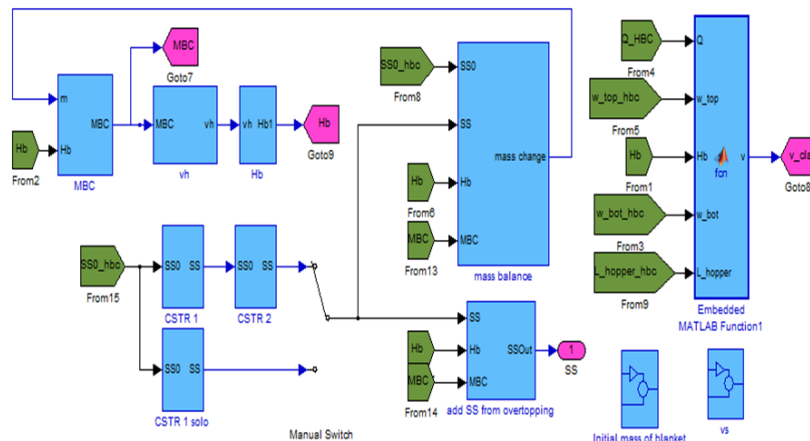 MBC
Goto7
m
MBC
Hb
MBC
Hb
From2
MBC
vh
vh
vh
Hb1
Hb
Hb
Goto9
SS0_hbc
From8
SS0
SS
Hb
MBC
mass change
mass balance
Hb
From6
MBC
From13
Q_HBC
From4
w_top_hbc
From5
Hb
From1
w_bot_hbc
From3
L_hopper_hbc
From9
Q
w_top
Hb
w_bot
L_hopper
fcn
v
Embedded
MATLAB Function1
v_cla
Goto8
SS0_hbc
From15
SS0 SS
CSTR 1
SS0 SS
CSTR 2
SS0 SS
CSTR 1 solo
Manual Switch
Hb
MBC
From14
SS
Hb
MBC
SSOut
add SS from overtopping
1
SS
Initial mass of blanket
vs